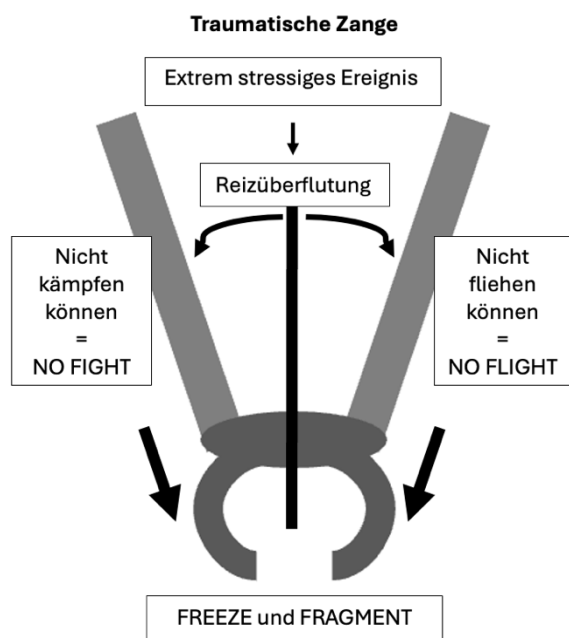 Traumatische Zange
Extrem stressiges Ereignis
Reizüberflutung
Nicht
kämpfen
können
=
NO FIGHT
Nicht
fliehen
können
=
NO FLIGHT
FREEZE und FRAGMENT